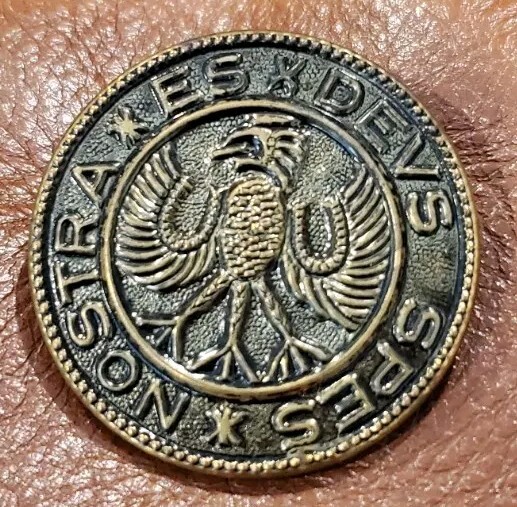 * ES DEVS SPES * NOSTRA